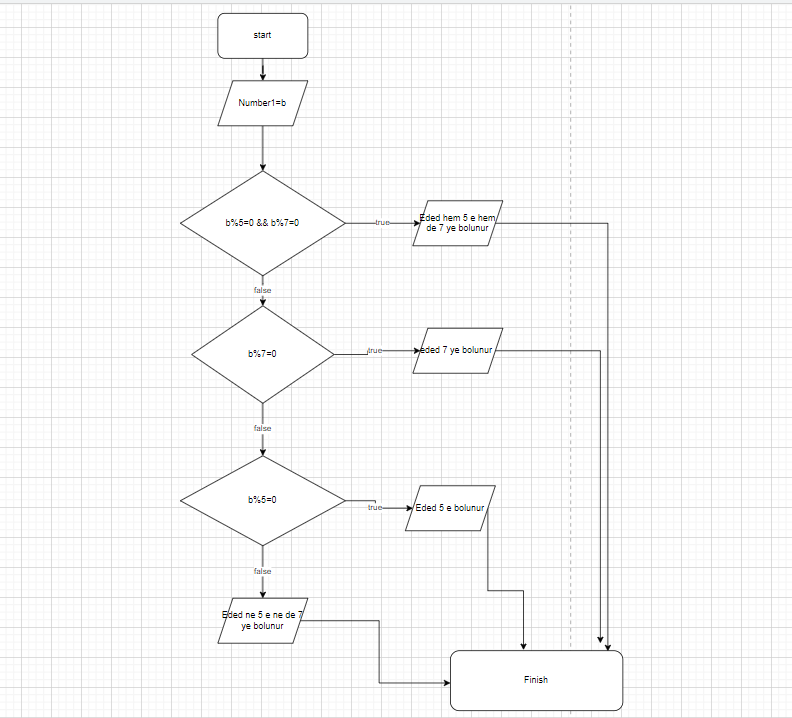 start
Number1=b
b%5=0 && b%7=0
true
Eded hem 5 e hem
de 7 ye bolunur
false
b%7=0
true
eded 7 ye bolunur
false
b%5=0
true
Eded 5 e bolunur
false
Eded ne 5 e ne de 7
ye bolunur
Finish